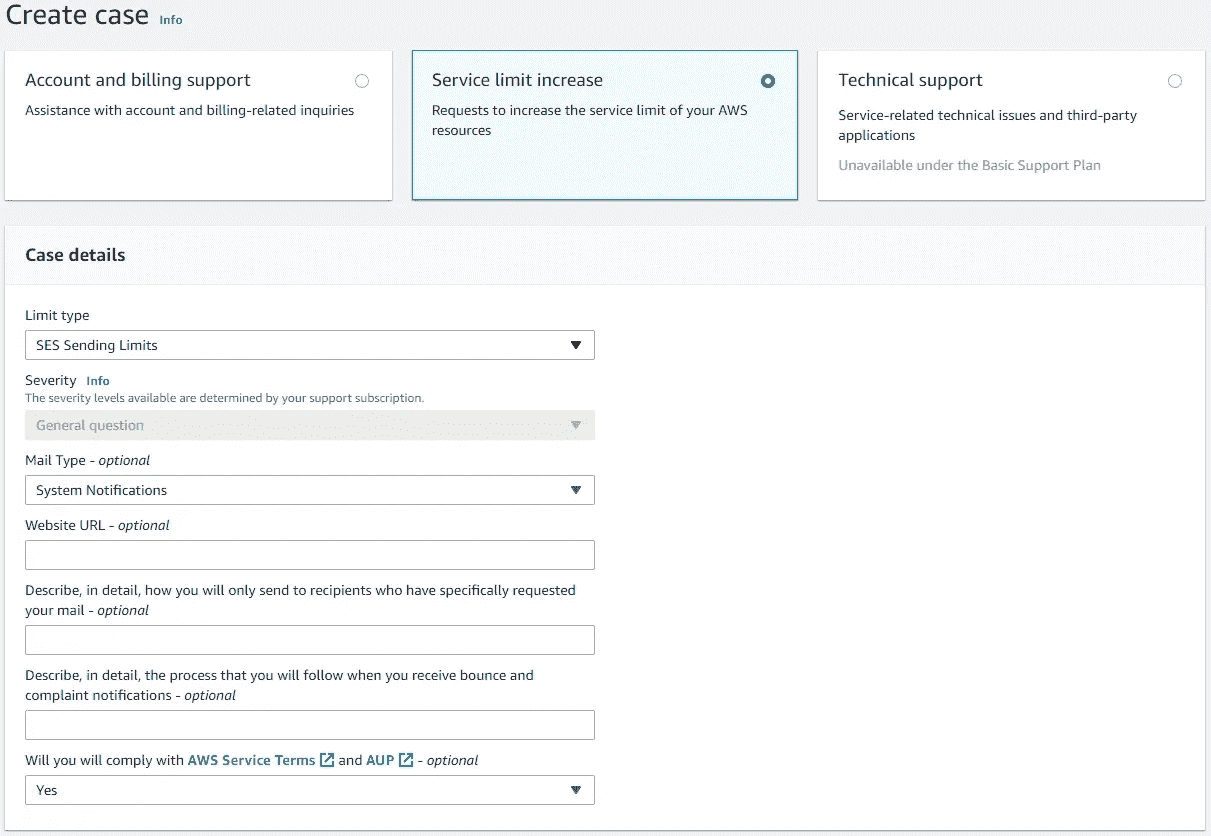 Create case Info
Account and billing support
Assistance with account and billing-related inquiries
Service limit increase
Requests to increase the service limit of your AWS
resources
Technical support
Service-related technical issues and third-party
applications
Unavailable under the Basic Support Plan
Case details
Limit type
SES Sending Limits
Severity Info
The severity levels available are determined by your support subscription.
General question
Mail Type - optional
System Notifications
Website URL - optional
Describe, in detail, how you will only send to recipients who have specifically requested
your mail - optional
Describe, in detail, the process that you will follow when you receive bounce and
complaint notifications - optional
Will you will comply with AWS Service Terms and AUP - optional
Yes